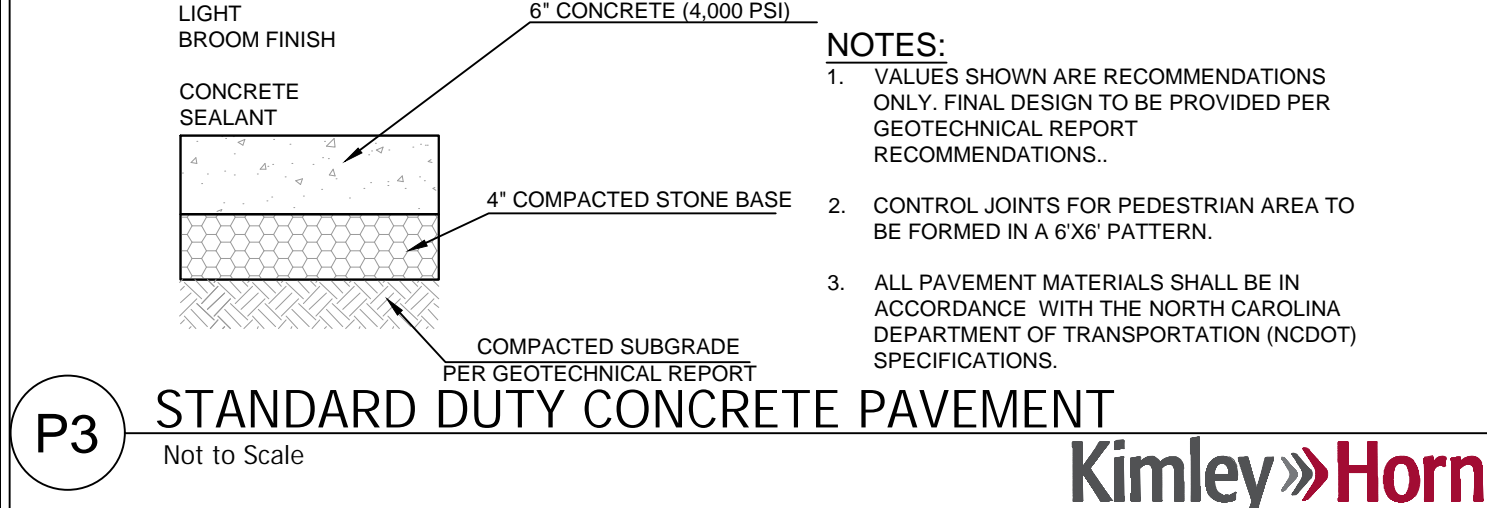 LIGHT
BROOM FINISH
CONCRETE
SEALANT
6" CONCRETE (4,000 PSI)
4" COMPACTED STONE BASE
COMPACTED SUBGRADE
PER GEOTECHNICAL REPORT
NOTES:
1. VALUES SHOWN ARE RECOMMENDATIONS
ONLY. FINAL DESIGN TO BE PROVIDED PER
GEOTECHNICAL REPORT
RECOMMENDATIONS..
2. CONTROL JOINTS FOR PEDESTRIAN AREA TO
BE FORMED IN A 6'X6' PATTERN.
3. ALL PAVEMENT MATERIALS SHALL BE IN
ACCORDANCE WITH THE NORTH CAROLINA
DEPARTMENT OF TRANSPORTATION (NCDOT)
SPECIFICATIONS.
P3
STANDARD DUTY CONCRETE PAVEMENT
Not to Scale
Kimley»Horn